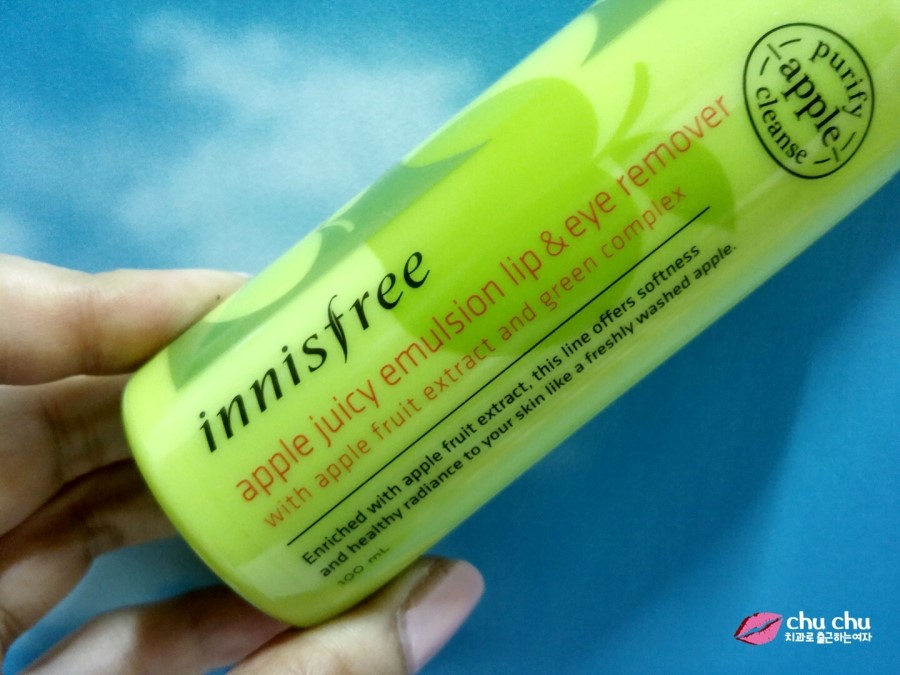 innisfree
apple juicy emulsion lip & eye remover
with apple fruit extract and green complex
Enriched with apple fruit extract, this line offers softness
and healthy radiance to your skin like a freshly washed apple.
100 mL
purify
apple
cleanse
chu chu
치과로 출근하는여자